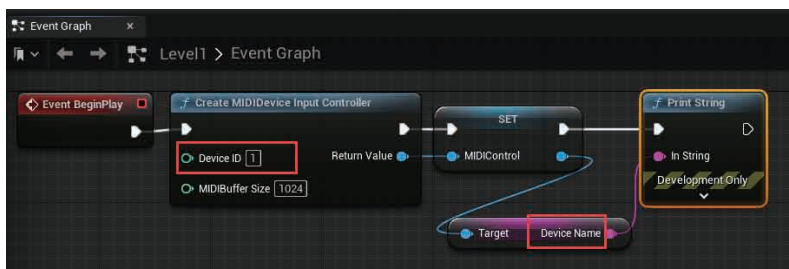 Event Graph
Level1 > Event Graph
Event BeginPlay
f Create MIDIDevice Input Controller
Device ID 1
Return Value
MIDIBuffer Size 1024
SET
MIDIControl
Target Device Name
f Print String
In String
Development Only